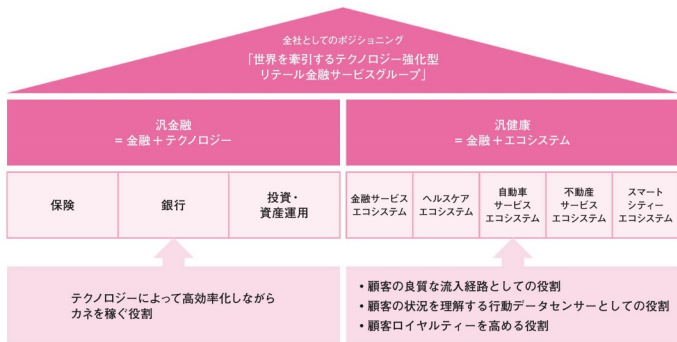 全社としてのポジショニング
「世界を牽引するテクノロジー強化型
リテール金融サービスグループ」
汎金融
＝金融＋テクノロジー
汎健康
＝金融＋エコシステム
保険
銀行
投資・
資産運用
金融サービス
エコシステム
ヘルスケア
エコシステム
自動車
サービス
エコシステム
不動産
サービス
エコシステム
スマート
シティー
エコシステム
テクノロジーによって高効率化しながら
カネを稼ぐ役割
・顧客の良質な流入経路としての役割
・顧客の状況を理解する行動データセンサーとしての役割
・顧客ロイヤルティーを高める役割